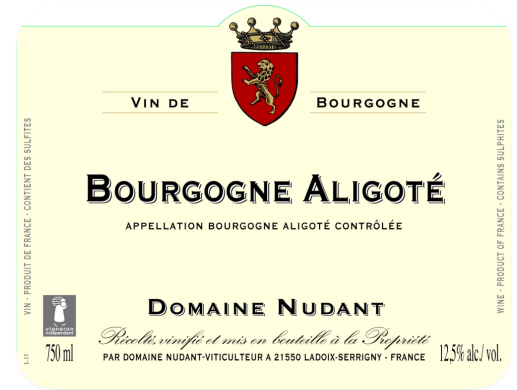 VIN DE BOURGOGNE
BOURGOGNE ALIGOTÉ
APPELLATION BOURGOGNE ALIGOTÉ CONTRÔLÉE
VIN - PRODUIT DE FRANCE - CONTIENT DES SULFITES
WINE - PRODUCT OF FRANCE - CONTAINS SULPHITES
vigneron
indépendant
DOMAINE NUDANT
Récolté, vinifié et mis en bouteille à la Propriété
L.13
750 ml
PAR DOMAINE NUDANT-VITICULTEUR A 21550 LADOIX-SERRIGNY - FRANCE
12,5% alc./ vol.